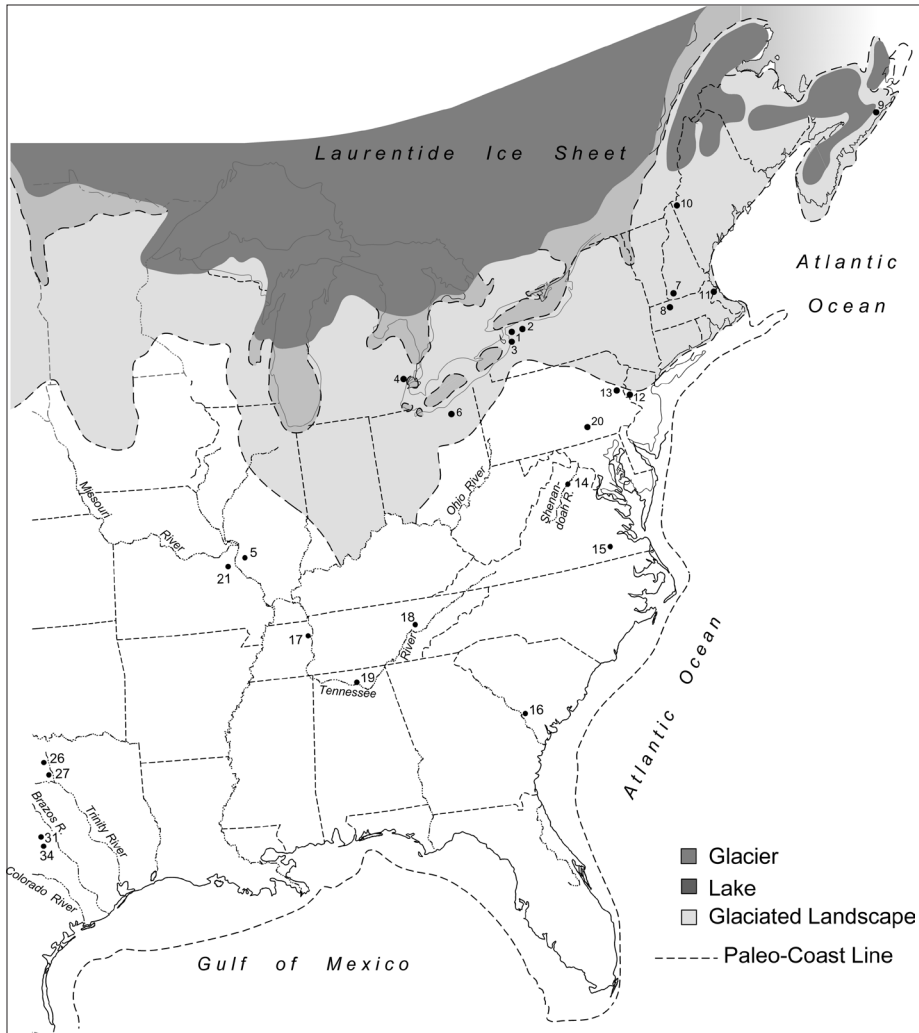 Laurentide Ice Sheet
9
10
Atlantic
Ocean
7
11
8
2
1
3
4
6
13
12
20
14
Ohio River
Shenan-
doah R.
Missouri
River
5
21
15
18
17
River
19
Tennessee
16
Atlantic Ocean
26
27
Brazos R.
Trinity River
31
34
Colorado River
Gulf of Mexico
Glacier
Lake
Glaciated Landscape
Paleo-Coast Line